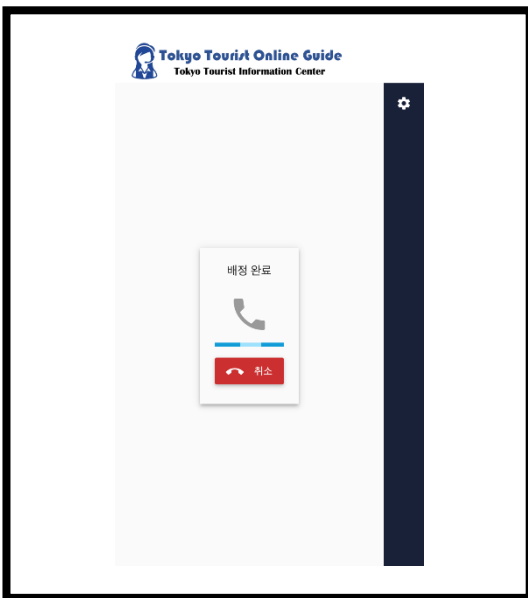 Tokyo Tourist Online Guide
Tokyo Tourist Information Center
배정 완료
취소